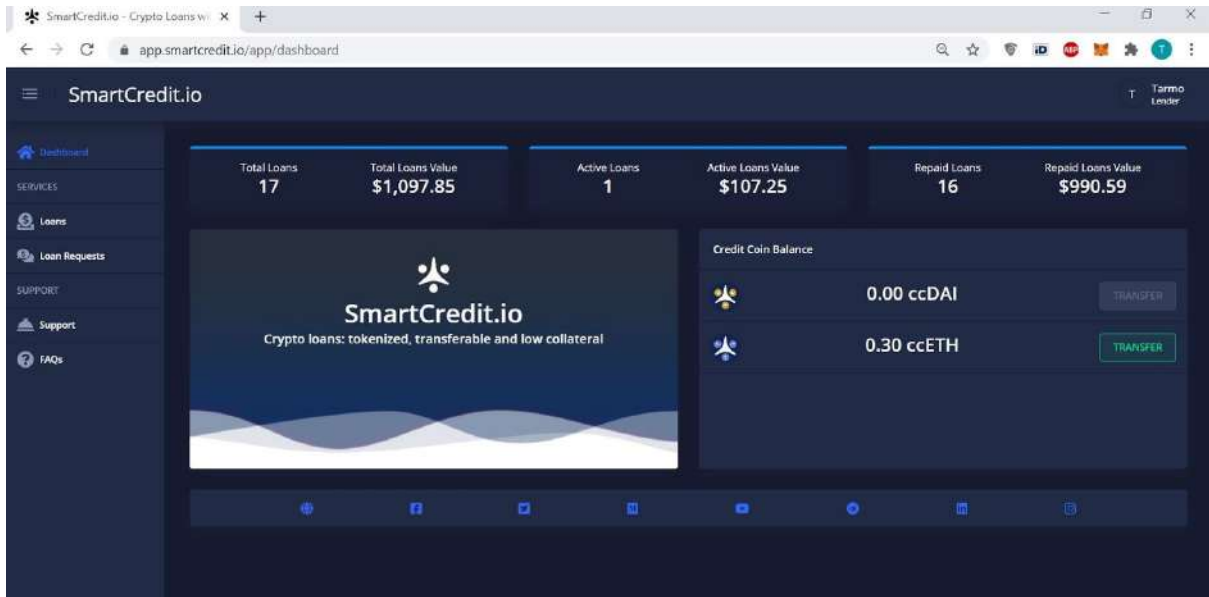 SmartCredit.io - Crypto Loans wi
app.smartcredit.io/app/dashboard
iD
ABP
T
SmartCredit.io
T
Tarmo
Lender
Dashboard
SERVICES
Loans
Loan Requests
SUPPORT
Support
FAQs
Total Loans
17
Total Loans Value
$1,097.85
Active Loans
1
Active Loans Value
$107.25
Repaid Loans
16
Repaid Loans Value
$990.59
SmartCredit.io
Crypto loans: tokenized, transferable and low collateral
Credit Coin Balance
0.00 ccDAI
TRANSFER
0.30 ccETH
TRANSFER